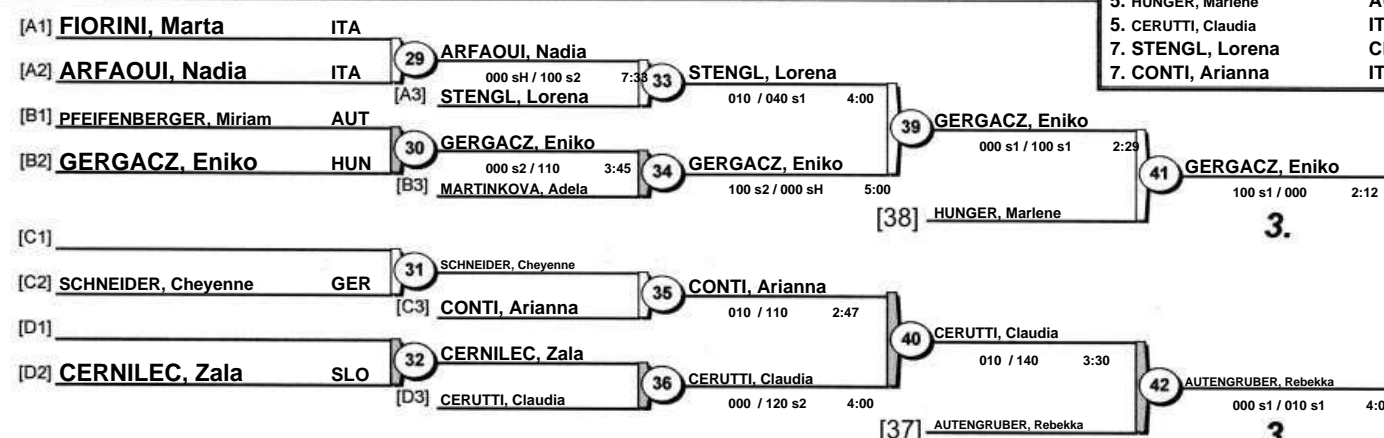 5. HUNGER, Marlene
5. CERUTTI, Claudia IT
7. STENGL, Lorena
7. CONTI, Arianna IT
[A1] FIORINI, Marta ITA
29 ARFAOUI, Nadia
[A2] ARFAOUI, Nadia ITA
000 sH / 100 s2 7:33
33 STENGL, Lorena
[A3] STENGL, Lorena
010 / 040 s1 4:00
[B1] PFEIFENBERGER, Miriam AUT
39 GERGACZ, Eniko
30 GERGACZ, Eniko
000 s1 / 100 s1 2:29
[B2] GERGACZ, Eniko HUN
000 s2 / 110 3:45
34 GERGACZ, Eniko
41 GERGACZ, Eniko
[B3] MARTINKOVA, Adela
100 s2 / 000 sH 5:00
100 s1 / 000 2:12
[38] HUNGER, Marlene
3.
[C1]
31 SCHNEIDER, Cheyenne
[C2] SCHNEIDER, Cheyenne GER
35 CONTI, Arianna
[C3] CONTI, Arianna
010 / 110 2:47
[D1]
40 CERUTTI, Claudia
32 CERNILEC, Zala
010 / 140 3:30
[D2] CERNILEC, Zala SLO
36 CERUTTI, Claudia
42 AUTENGRUBER, Rebekka
[D3] CERUTTI, Claudia
000 / 120 s2 4:00
000 s1 / 010 s1 4:0
[37] AUTENGRUBER, Rebekka
3